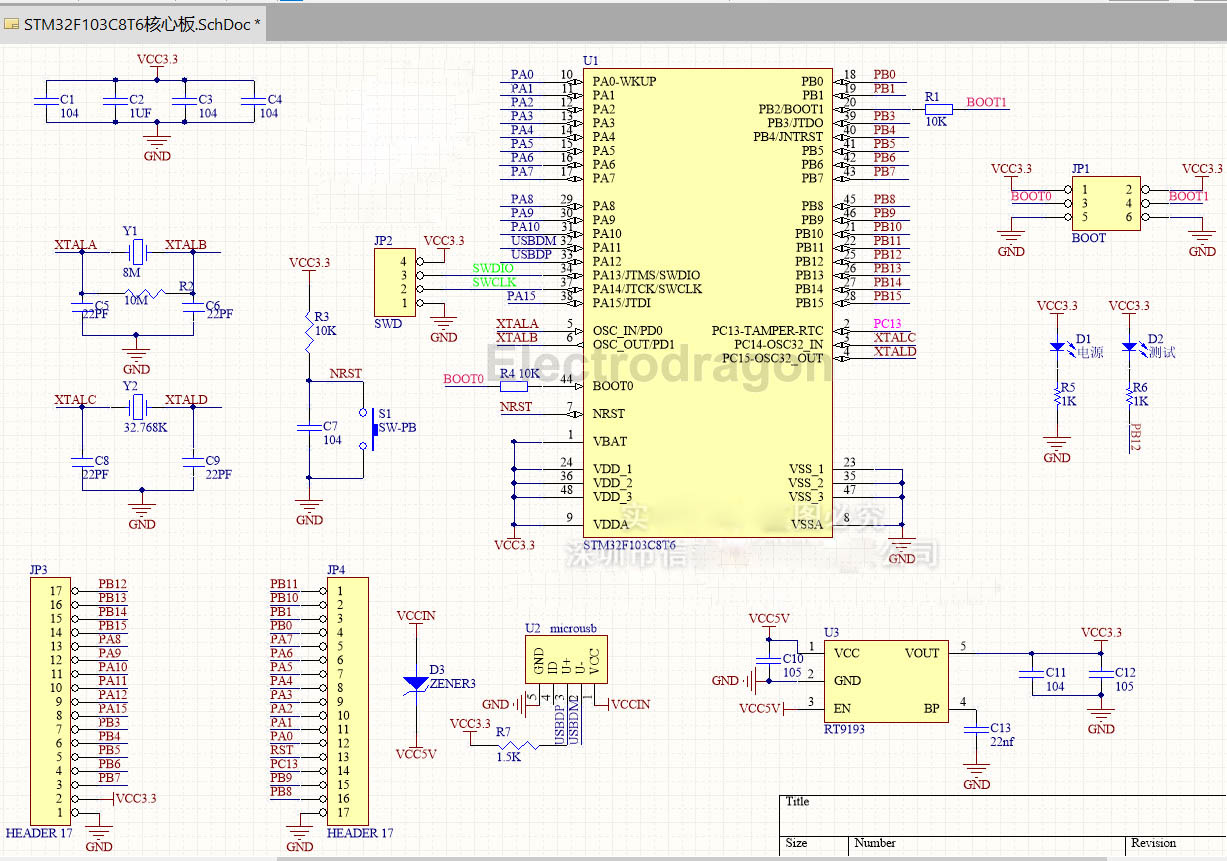 STM32F103C8T6核心板.SchDoc *
VCC3.3
C1
104
C2
1UF
C3
104
C4
104
GND
U1
PA0 10 PA0-WKUP PB0 18 PB0
PA1 11 PA1 PB1 19 PB1
PA2 12 PA2 PB2/BOOT1 20
R1
10K
BOOT1
PA3 13 PA3 PB3/JTDO 39 PB3
PA4 14 PA4 PB4/JNTRST 40 PB4
PA5 15 PA5 PB5 41 PB5
PA6 16 PA6 PB6 42 PB6
PA7 17 PA7 PB7 43 PB7
PA8 29 PA8 PB8 45 PB8
PA9 30 PA9 PB9 46 PB9
PA10 31 PA10 PB10 21 PB10
USBDM 32 PA11 PB11 22 PB11
USBDP 33 PA12 PB12 25 PB12
SWDIO 34 PA13/JTMS/SWDIO PB13 26 PB13
SWCLK 37 PA14/JTCK/SWCLK PB14 27 PB14
PA15 38 PA15/JTDI PB15 28 PB15
XTALA 5 OSC_IN/PD0 PC13-TAMPER-RTC 2 PC13
XTALB 6 OSC_OUT/PD1 PC14-OSC32_IN 3 XTALC
PC15-OSC32_OUT 4 XTALD
Electrodragon
BOOT0 R4 10K 44 BOOT0
NRST 7 NRST
1 VBAT
24 VDD_1 VSS_1 23
36 VDD_2 VSS_2 35
48 VDD_3 VSS_3 47
9 VDDA VSSA 8
VCC3.3
STM32F103C8T6
GND
VCC3.3 JP1 VCC3.3
BOOT0 1 2 BOOT1
3 4
5 6
GND BOOT GND
XTALA Y1 XTALB
8M
10M R2
C5
22PF
C6
22PF
GND
Y2
XTALC XTALD
32.768K
C8
22PF
C9
22PF
GND
VCC3.3
R3
10K
NRST
C7
104
S1
SW-PB
GND
JP2 VCC3.3
4
3
2
1
SWD
GND
VCC3.3 VCC3.3
D1
电源
D2
测试
R5
1K
R6
1K
GND
PB12
JP3
17 PB12
16 PB13
15 PB14
14 PB15
13 PA8
12 PA9
11 PA10
10 PA11
9 PA12
8 PA15
7 PB3
6 PB4
5 PB5
4 PB6
3 PB7
2 VCC3.3
1
HEADER 17
GND
JP4
PB11 1
PB10 2
PB1 3
PB0 4
PA7 5
PA6 6
PA5 7
PA4 8
PA3 9
PA2 10
PA1 11
PA0 12
RST 13
PC13 14
PB9 15
PB8 16
17
GND
HEADER 17
VCCIN
D3
ZENER3
VCC5V
U2 microusb
GND
ID
U+
U-
VCC
5
4
3
2
1
GND
USBDP
USBDM
VCCIN
VCC3.3
R7
1.5K
VCC5V
C10
105
GND
VCC5V
U3
1 VCC VOUT 5
2 GND
3 EN BP 4
RT9193
VCC3.3
C11
104
C12
105
GND
C13
22nf
GND
Title
Size Number Revision